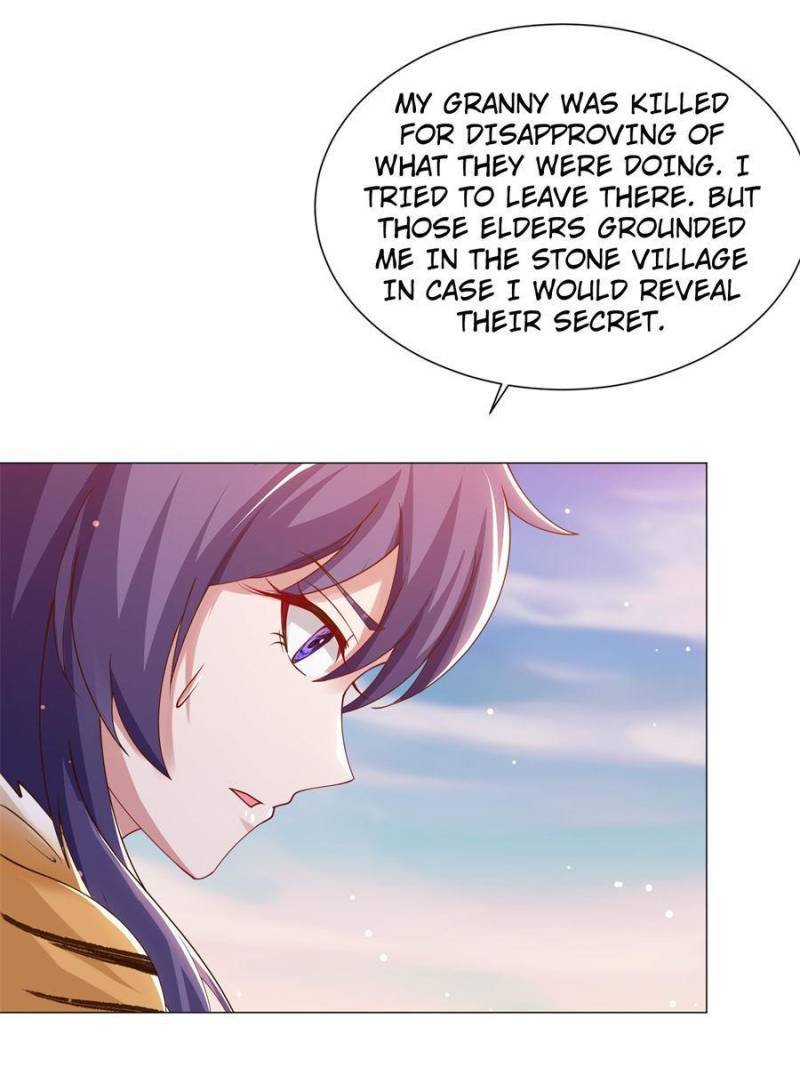 MY GRANNY WAS KILLED
FOR DISAPPROVING OF
WHAT THEY WERE DOING. I
TRIED TO LEAVE THERE. BUT
THOSE ELDERS GROUNDED
ME IN THE STONE VILLAGE
IN CASE I WOULD REVEAL
THEIR SECRET.